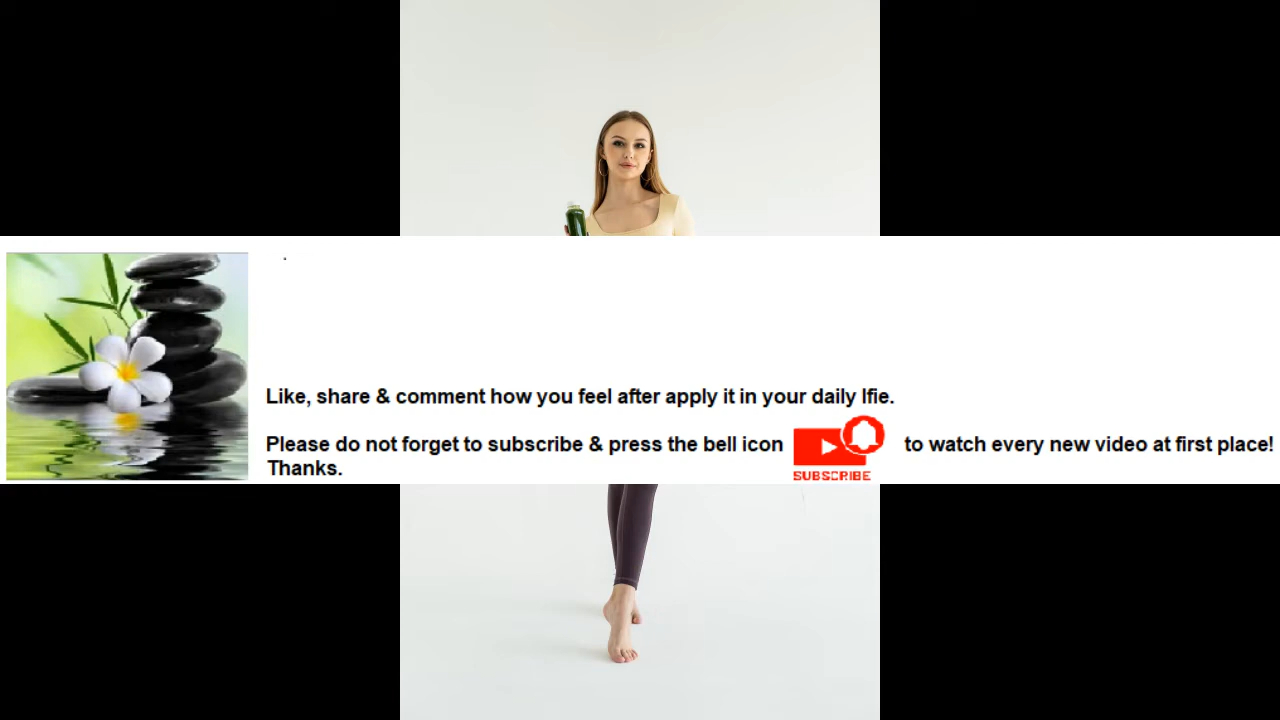 .
Like, share & comment how you feel after apply it in your daily lfie.
Please do not forget to subscribe & press the bell icon SUBSCRIBE to watch every new video at first place!
Thanks.